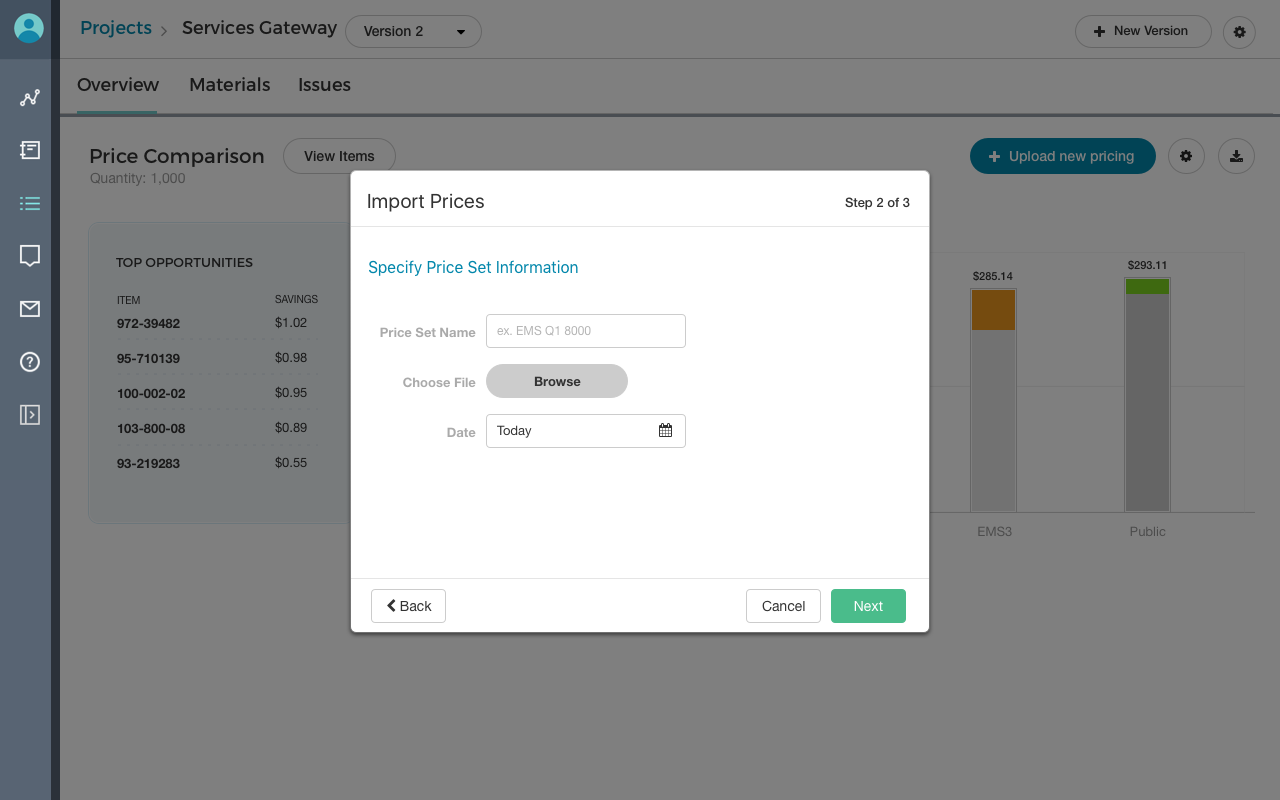 Projects > Services Gateway Version 2 + New Version
Overview Materials Issues
Price Comparison View Items + Upload new pricing
Quantity: 1,000
Import Prices Step 2 of 3
Specify Price Set Information
Price Set Name ex. EMS Q1 8000
Choose File Browse
Date Today
Back Cancel Next
TOP OPPORTUNITIES
ITEM SAVINGS
972-39482 $1.02
95-710139 $0.98
100-002-02 $0.95
103-800-08 $0.89
93-219283 $0.55
$285.14 $293.11
EMS3 Public